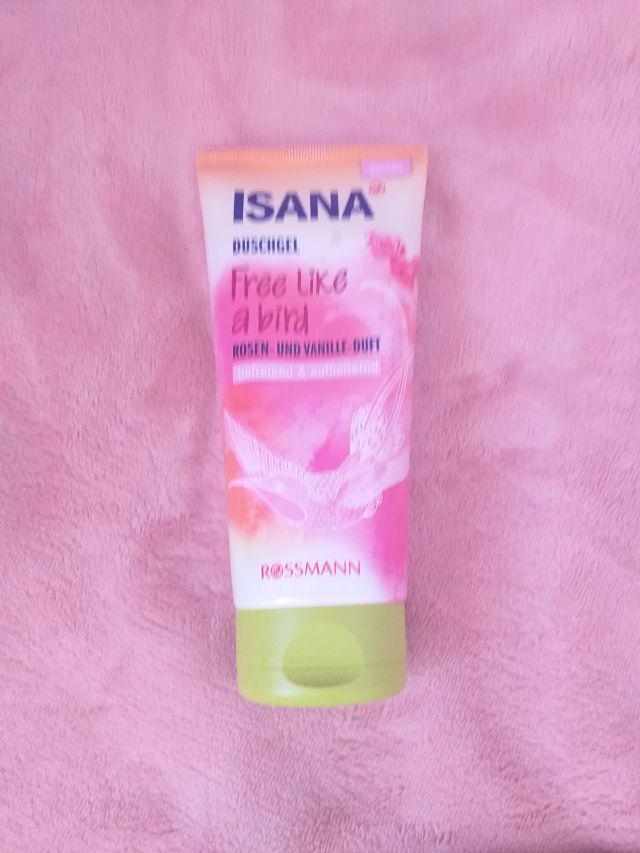 ISANA
DUSCHGEL
Free like
a bird
ROSEN- UND VANILLE-DUFT
befreiend & aufheiternd
ROSSMANN